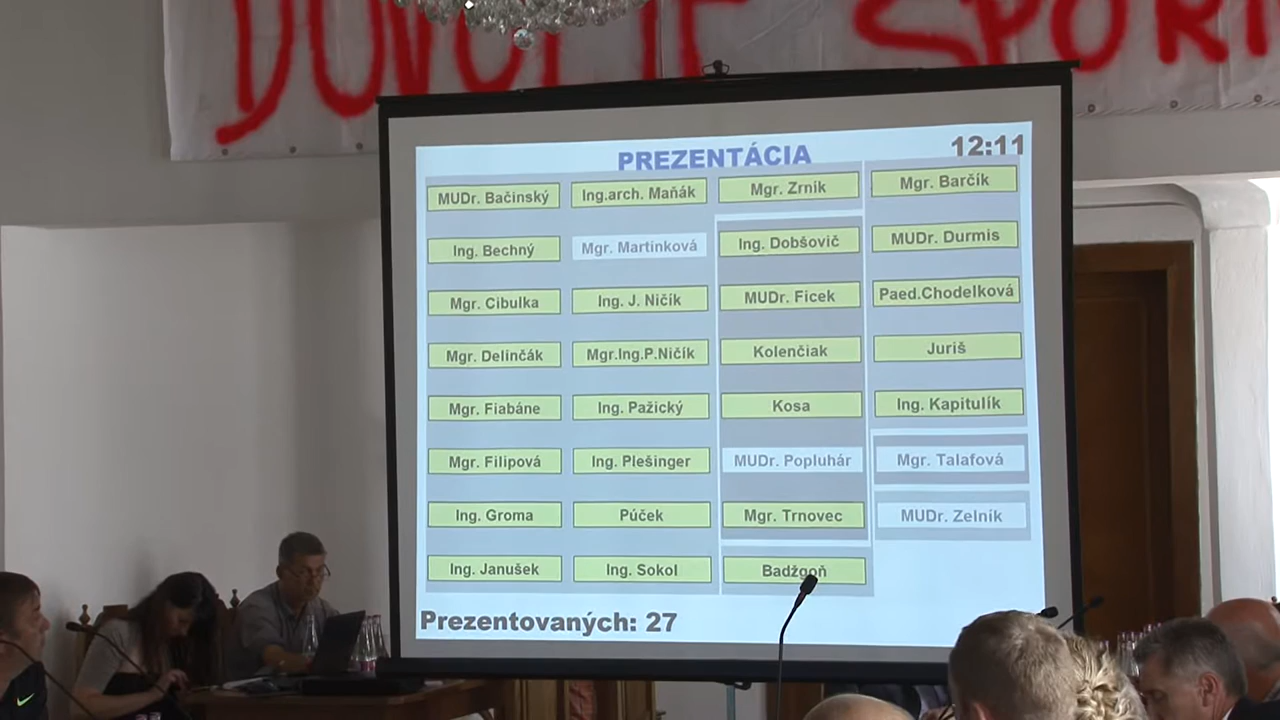 DOVOĽTE ŠPORT
PREZENTÁCIA
12:11
MUDr. Bačinský
Ing.arch. Maňák
Mgr. Zrník
Mgr. Barčík
Ing. Bechný
Mgr. Martinková
Ing. Dobšovič
MUDr. Durmis
Mgr. Cibulka
Ing. J. Ničík
MUDr. Ficek
Paed.Chodelková
Mgr. Delinčák
Mgr.Ing.P.Ničík
Kolenčiak
Juriš
Mgr. Fiabáne
Ing. Pažický
Kosa
Ing. Kapitulík
Mgr. Filipová
Ing. Plešinger
MUDr. Popluhár
Mgr. Talafová
Ing. Groma
Púček
Mgr. Trnovec
MUDr. Zelník
Ing. Janušek
Ing. Sokol
Badžgoň
Prezentovaných: 27